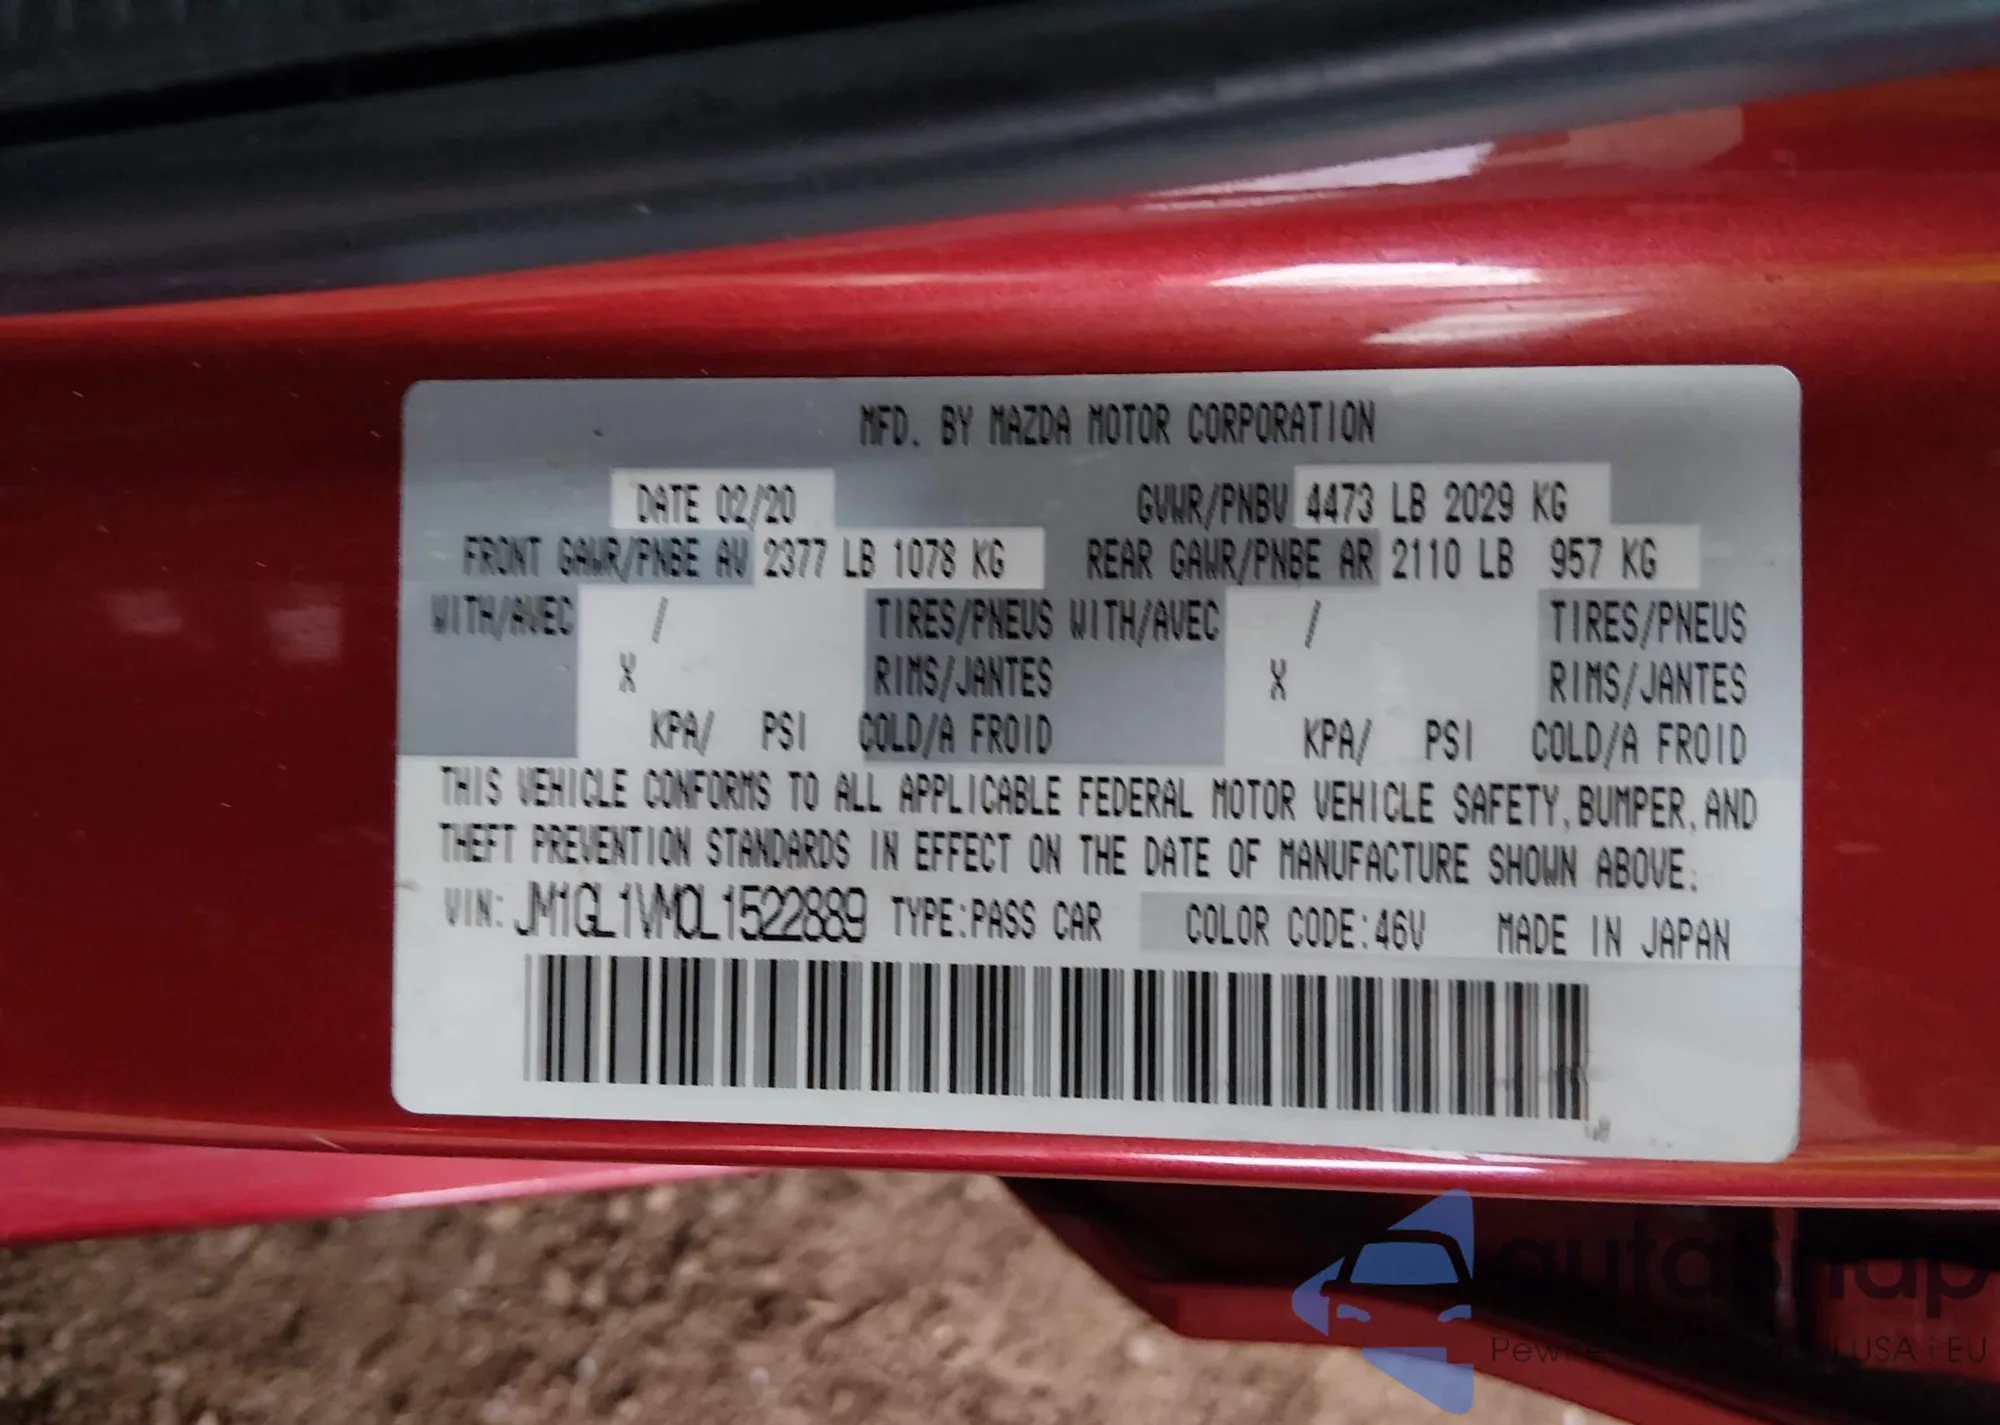 MFD. BY MAZDA MOTOR CORPORATION
DATE 02/20 GVWR/PNBV 4473 LB 2029 KG
FRONT GAWR/PNBE AV 2377 LB 1078 KG REAR GAWR/PNBE AR 2110 LB 957 KG
WITH/AVEC / TIRES/PNEUS WITH/AVEC / TIRES/PNEUS
X RIMS/JANTES X RIMS/JANTES
KPA/ PSI COLD/A FROID KPA/ PSI COLD/A FROID
THIS VEHICLE CONFORMS TO ALL APPLICABLE FEDERAL MOTOR VEHICLE SAFETY, BUMPER, AND
THEFT PREVENTION STANDARDS IN EFFECT ON THE DATE OF MANUFACTURE SHOWN ABOVE:
VIN: JM1GL1VM0L1522889 TYPE:PASS CAR COLOR CODE:46V MADE IN JAPAN
autosnap
USA i EU